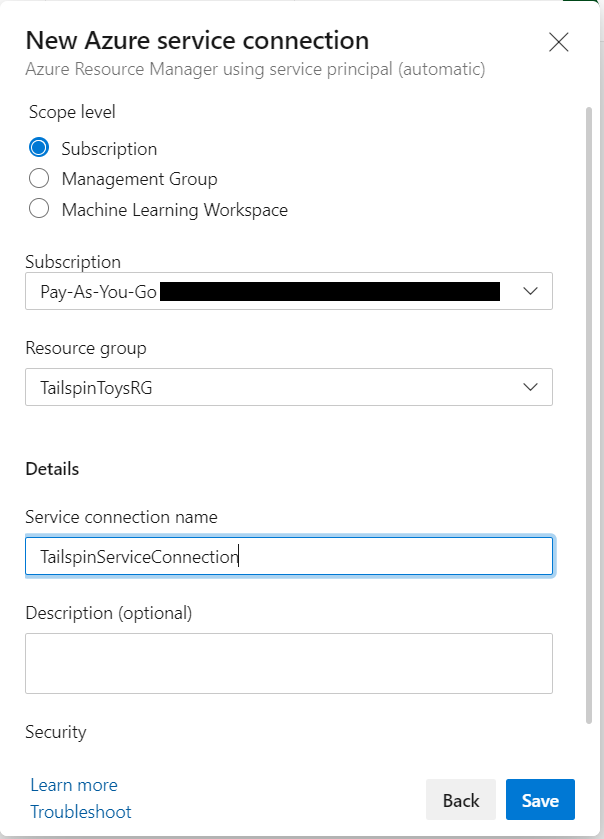 New Azure service connection
Azure Resource Manager using service principal (automatic)
Scope level
Subscription
Management Group
Machine Learning Workspace
Subscription
Pay-As-You-Go
Resource group
TailspinToysRG
Details
Service connection name
TailspinServiceConnection
Description (optional)
Security
Learn more
Troubleshoot
Back
Save